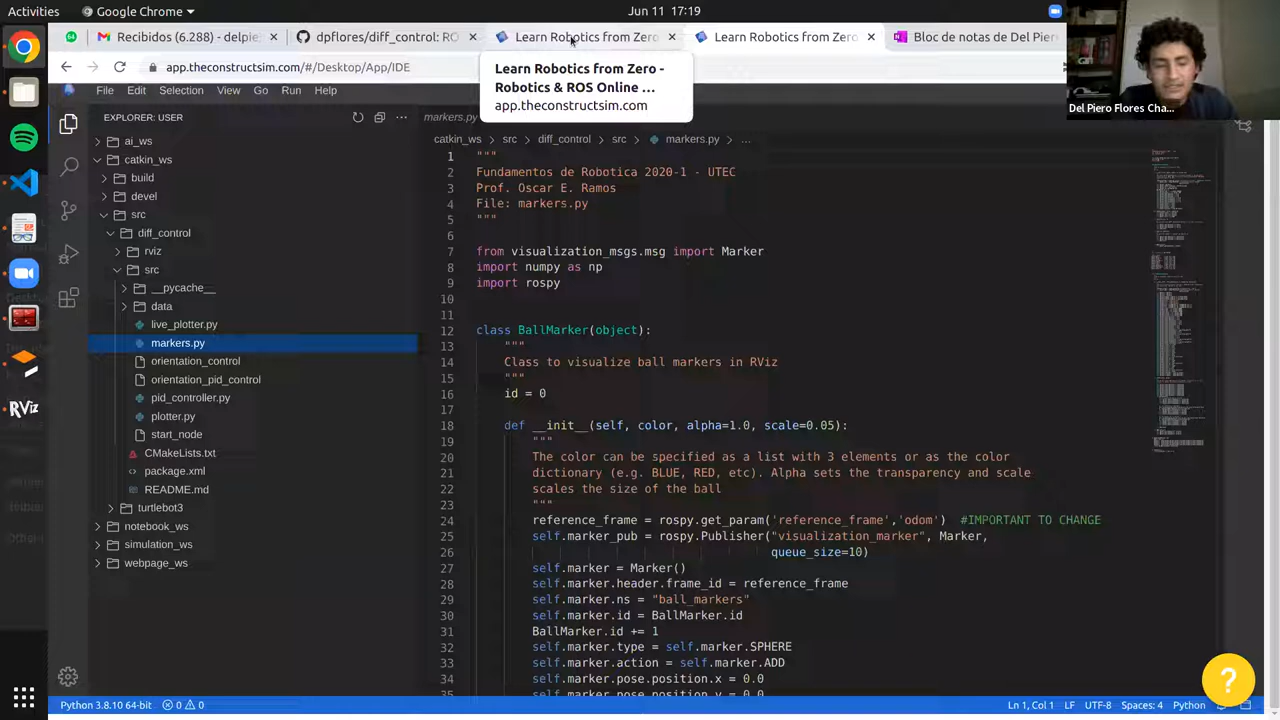 Activities
Google Chrome
Jun 11 17:19
Recibidos (6.288) - delpie
dpflores/diff_control: RO
Learn Robotics from Zero
Learn Robotics from Zero
Bloc de notas de Del Pier
app.theconstructsim.com/#/Desktop/App/IDE
Learn Robotics from Zero -
Robotics & ROS Online ...
app.theconstructsim.com
Del Piero Flores Cha...
File Edit Selection View Go Run Help
EXPLORER: USER
ai_ws
catkin_ws
build
devel
src
diff_control
rviz
src
__pycache__
data
live_plotter.py
markers.py
orientation_control
orientation_pid_control
pid_controller.py
plotter.py
start_node
CMakeLists.txt
package.xml
README.md
turtlebot3
notebook_ws
simulation_ws
webpage_ws
markers.py
catkin_ws > src > diff_control > src > markers.py > ...
1 """
2 Fundamentos de Robotica 2020-1 - UTEC
3 Prof. Oscar E. Ramos
4 File: markers.py
5 """
6
7 from visualization_msgs.msg import Marker
8 import numpy as np
9 import rospy
10
11
12 class BallMarker(object):
13 """
14 Class to visualize ball markers in RViz
15 """
16 id = 0
17
18 def __init__(self, color, alpha=1.0, scale=0.05):
19 """
20 The color can be specified as a list with 3 elements or as the color
21 dictionary (e.g. BLUE, RED, etc). Alpha sets the transparency and scale
22 scales the size of the ball
23 """
24 reference_frame = rospy.get_param('reference_frame','odom') #IMPORTANT TO CHANGE
25 self.marker_pub = rospy.Publisher("visualization_marker", Marker,
26 queue_size=10)
27 self.marker = Marker()
28 self.marker.header.frame_id = reference_frame
29 self.marker.ns = "ball_markers"
30 self.marker.id = BallMarker.id
31 BallMarker.id += 1
32 self.marker.type = self.marker.SPHERE
33 self.marker.action = self.marker.ADD
34 self.marker.pose.position.x = 0.0
35 self.marker.pose.position.y = 0.0
RViz
?
Python 3.8.10 64-bit
0 0
Ln 1, Col 1
LF
UTF-8
Spaces: 4
Python